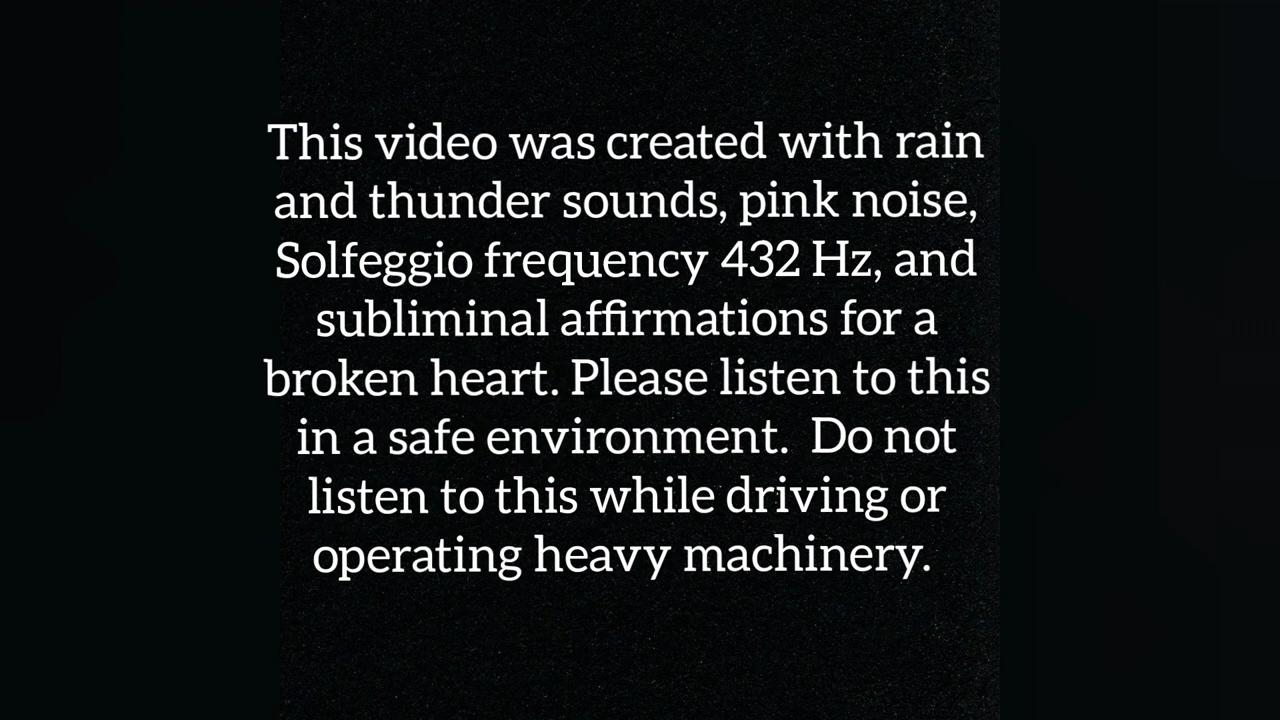 This video was created with rain
and thunder sounds, pink noise,
Solfeggio frequency 432 Hz, and
subliminal affirmations for a
broken heart. Please listen to this
in a safe environment.  Do not
listen to this while driving or
operating heavy machinery.